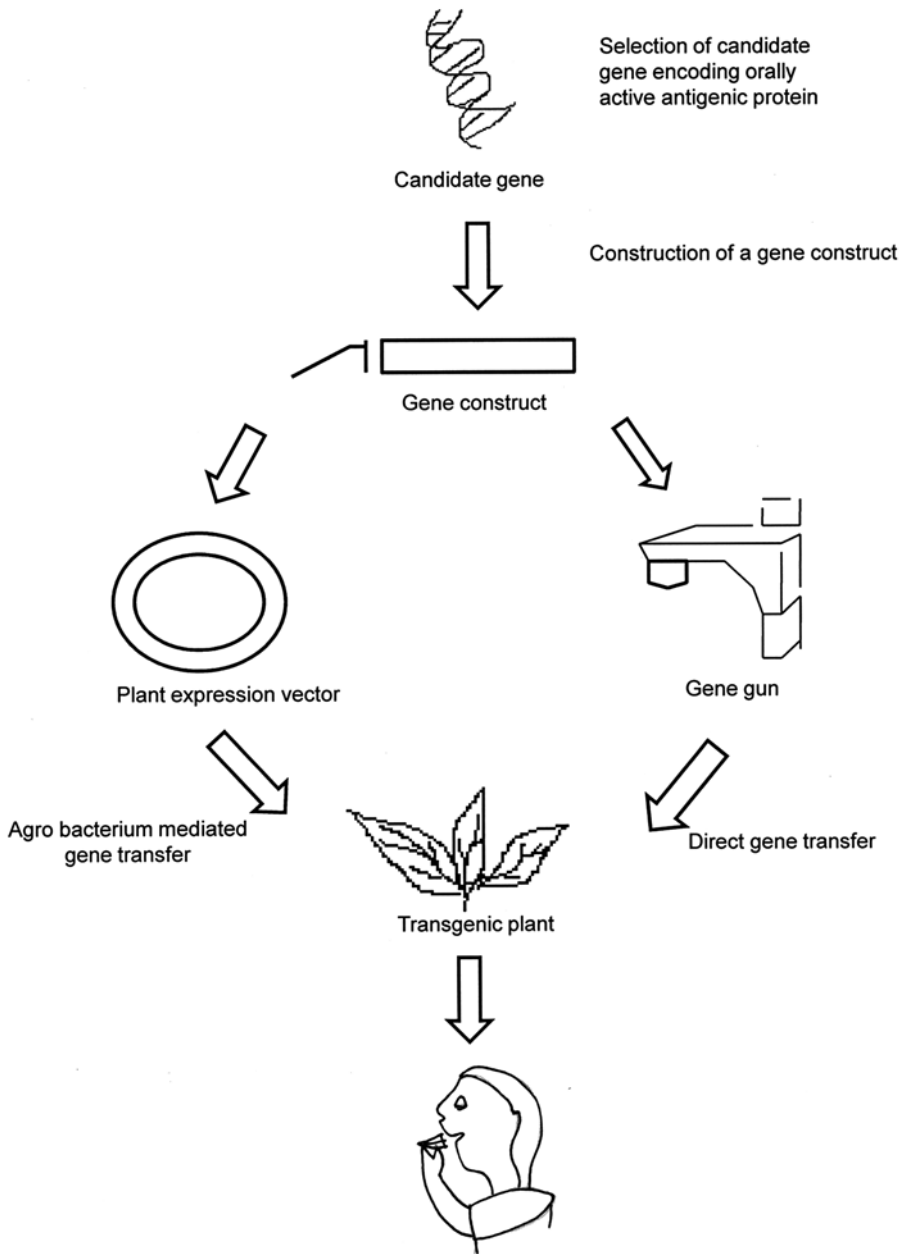 Selection of candidate
gene encoding orally
active antigenic protein
Candidate gene
Construction of a gene construct
Gene construct
Plant expression vector
Gene gun
Agro bacterium mediated
gene transfer
Direct gene transfer
Transgenic plant